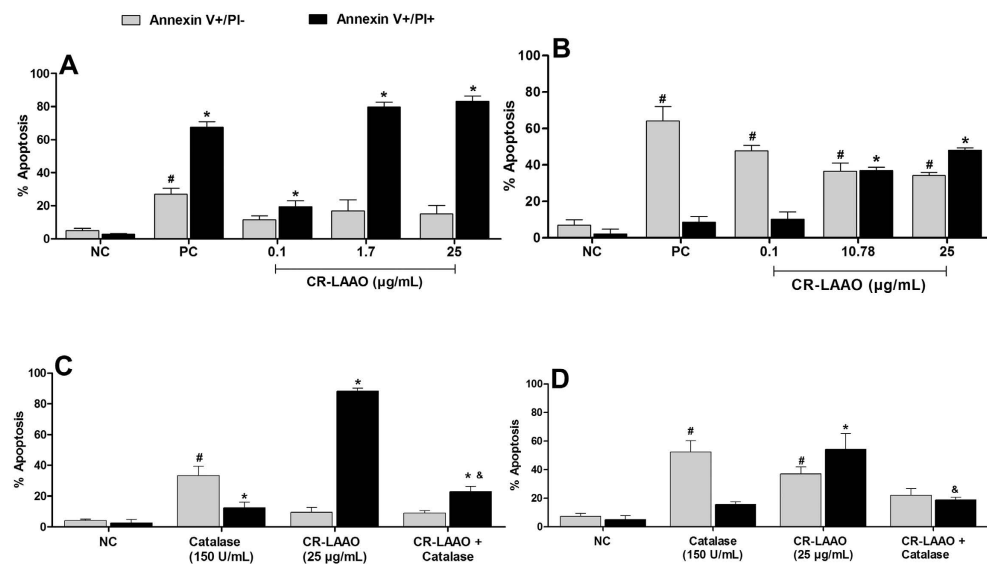 Annexin V+/PI- Annexin V+/PI+
A
% Apoptosis
100
80
60
40
20
0
#
*
*
*
*
NC PC 0.1 1.7 25
CR-LAAO (µg/mL)
B
% Apoptosis
100
80
60
40
20
0
#
#
#
*
#
*
NC PC 0.1 10.78 25
CR-LAAO (µg/mL)
C
% Apoptosis
100
80
60
40
20
0
#
*
*
* &
NC Catalase CR-LAAO CR-LAAO +
(150 U/mL) (25 µg/mL) Catalase
D
% Apoptosis
100
80
60
40
20
0
#
#
*
&
NC Catalase CR-LAAO CR-LAAO +
(150 U/mL) (25 µg/mL) Catalase